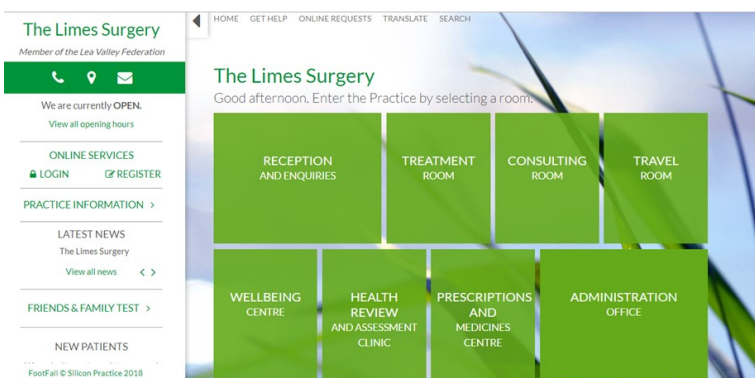 The Limes Surgery
Member of the Lea Valley Federation
We are currently OPEN.
View all opening hours
ONLINE SERVICES
LOGIN REGISTER
PRACTICE INFORMATION >
LATEST NEWS
The Limes Surgery
View all news < >
FRIENDS & FAMILY TEST >
NEW PATIENTS
FootFall © Silicon Practice 2018
HOME GET HELP ONLINE REQUESTS TRANSLATE SEARCH
The Limes Surgery
Good afternoon. Enter the Practice by selecting a room.
RECEPTION
AND ENQUIRIES
TREATMENT
ROOM
CONSULTING
ROOM
TRAVEL
ROOM
WELLBEING
CENTRE
HEALTH
REVIEW
AND ASSESSMENT
CLINIC
PRESCRIPTIONS
AND
MEDICINES
CENTRE
ADMINISTRATION
OFFICE